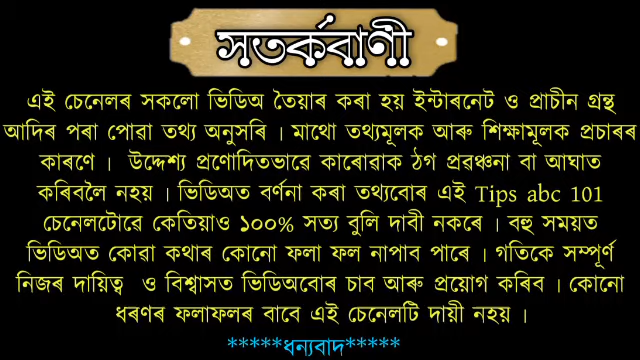 সতৰ্কবাণী
এই চেনেলৰ সকলো ভিডিঅ তৈয়াৰ কৰা হয় ইন্টাৰনেট ও প্ৰাচীন গ্ৰন্থ
আদিৰ পৰা পোৱা তথ্য অনুসৰি । মাথো তথ্যমূলক আৰু শিক্ষামূলক প্ৰচাৰৰ
কাৰণে । উদ্দেশ্য প্ৰণোদিতভাৱে কাৰোৱাক ঠগ প্ৰৱঞ্চনা বা আঘাত
কৰিবলৈ নহয় । ভিডিঅত বৰ্ণনা কৰা তথ্যবোৰ এই Tips abc 101
চেনেলটোৱে কেতিয়াও ১০০% সত্য বুলি দাবী নকৰে । বহু সময়ত
ভিডিঅত কোৱা কথাৰ কোনো ফলা ফল নাপাব পাৰে । গতিকে সম্পূৰ্ণ
নিজৰ দায়িত্ব ও বিশ্বাসত ভিডিঅবোৰ চাব আৰু প্ৰয়োগ কৰিব । কোনো
ধৰণৰ ফলাফলৰ বাবে এই চেনেলটি দায়ী নহয় ।
*****ধন্যবাদ*****